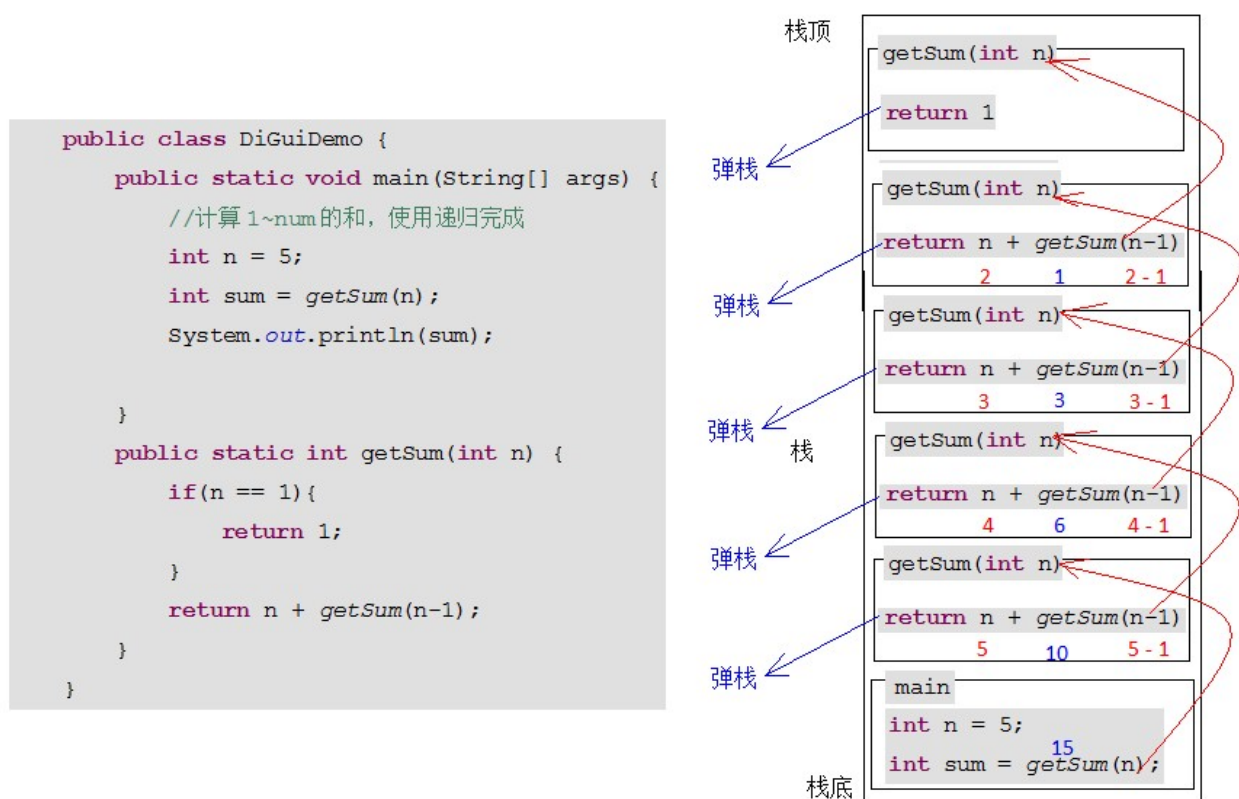 public class DiGuiDemo {
public static void main(String[] args) {
//计算1~num的和，使用递归完成
int n = 5;
int sum = getSum(n);
System.out.println(sum);
}
public static int getSum(int n) {
if(n == 1){
return 1;
}
return n + getSum(n-1);
}
}
栈顶
getSum(int n)
return 1
弹栈
getSum(int n)
return n + getSum(n-1)
2 1 2 - 1
弹栈
getSum(int n)
return n + getSum(n-1)
3 3 3 - 1
弹栈
栈
getSum(int n)
return n + getSum(n-1)
4 6 4 - 1
弹栈
getSum(int n)
return n + getSum(n-1)
5 10 5 - 1
弹栈
main
int n = 5;
15
int sum = getSum(n);
栈底